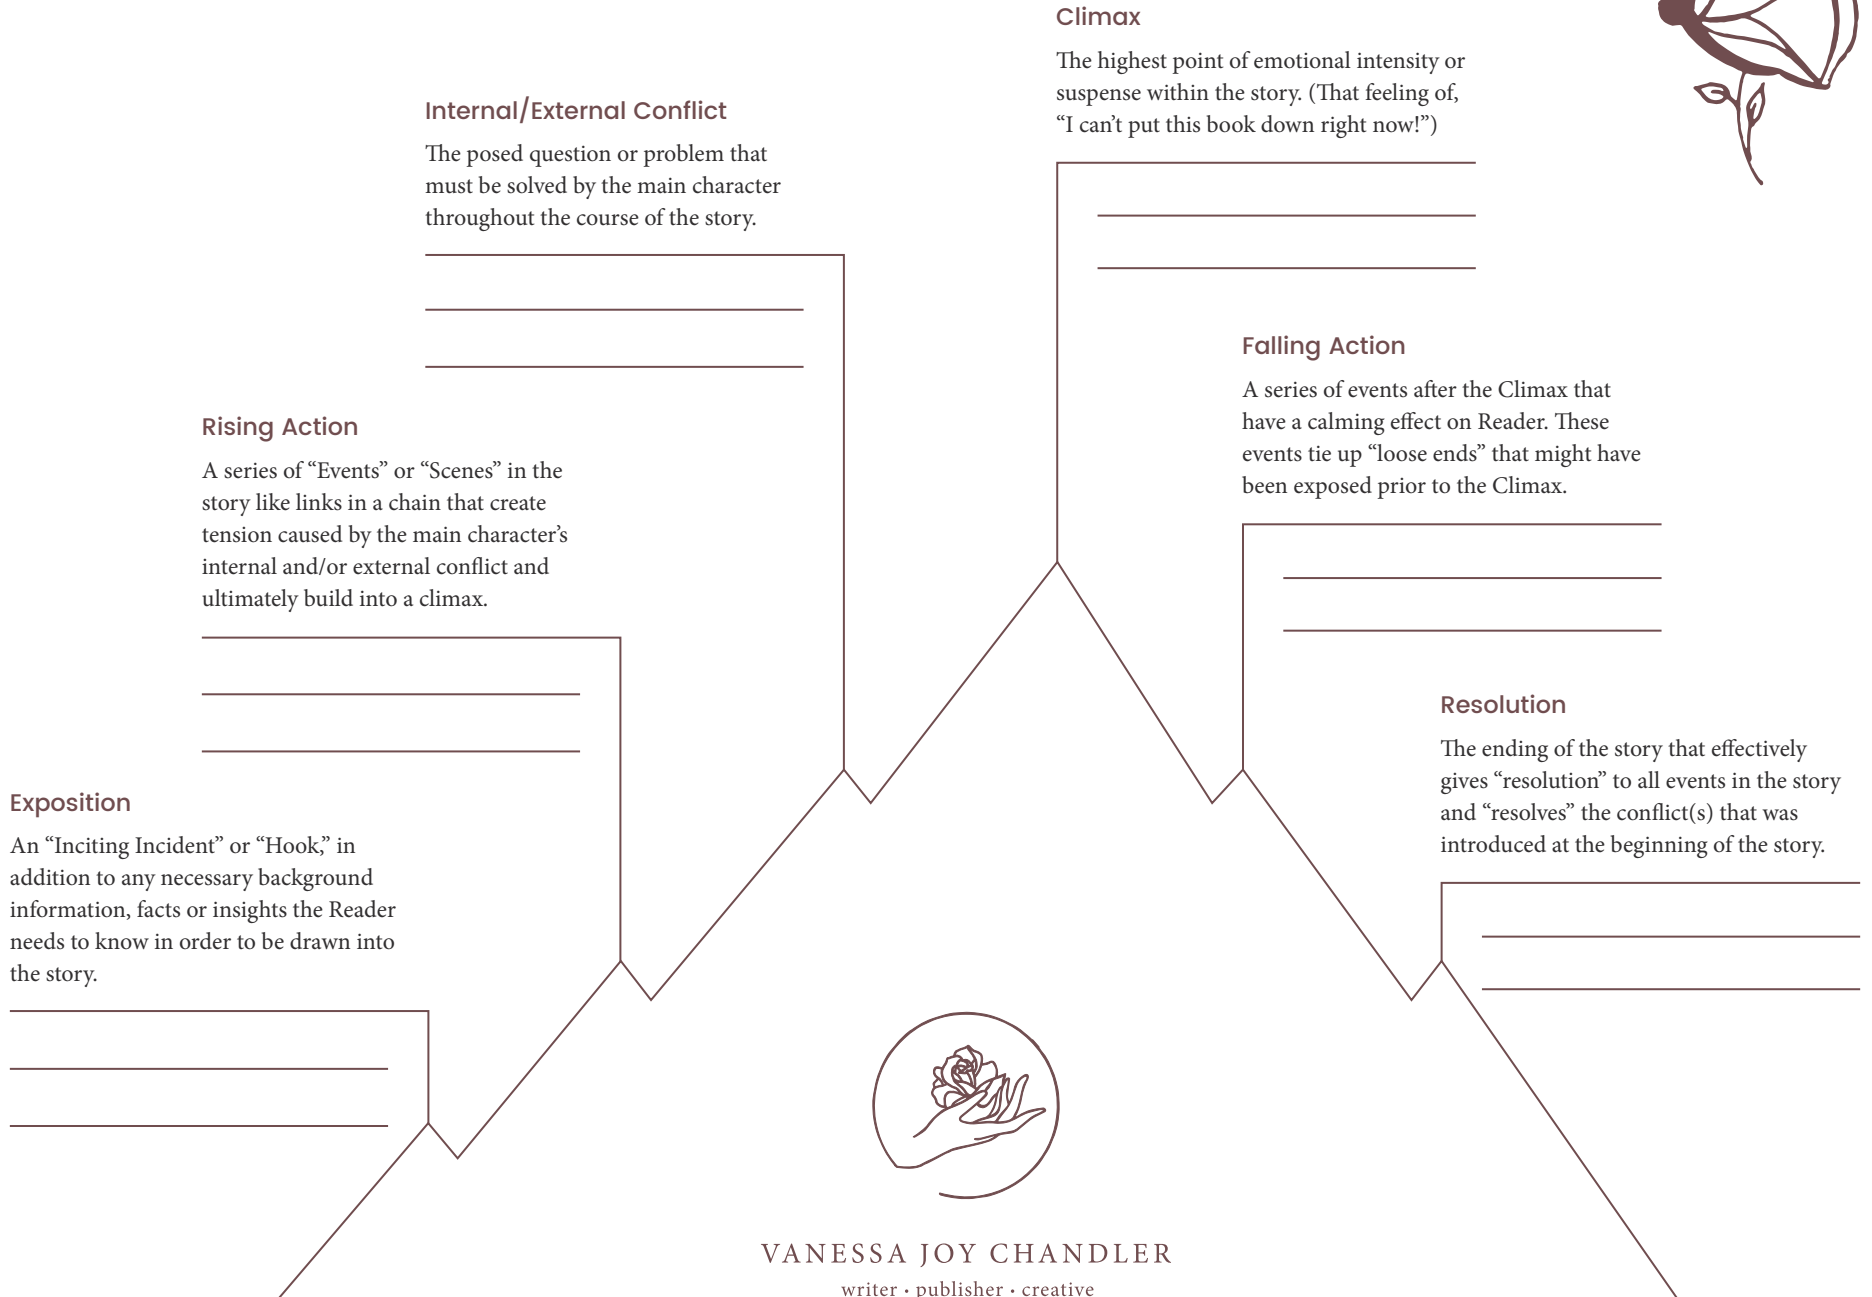 Climax
The highest point of emotional intensity or
suspense within the story. (That feeling of,
“I can’t put this book down right now!”)
Internal/External Conflict
The posed question or problem that
must be solved by the main character
throughout the course of the story.
Falling Action
A series of events after the Climax that
have a calming effect on Reader. These
events tie up “loose ends” that might have
been exposed prior to the Climax.
Rising Action
A series of “Events” or “Scenes” in the
story like links in a chain that create
tension caused by the main character’s
internal and/or external conflict and
ultimately build into a climax.
Resolution
The ending of the story that effectively
gives “resolution” to all events in the story
and “resolves” the conflict(s) that was
introduced at the beginning of the story.
Exposition
An “Inciting Incident” or “Hook,” in
addition to any necessary background
information, facts or insights the Reader
needs to know in order to be drawn into
the story.
VANESSA JOY CHANDLER
writer • publisher • creative